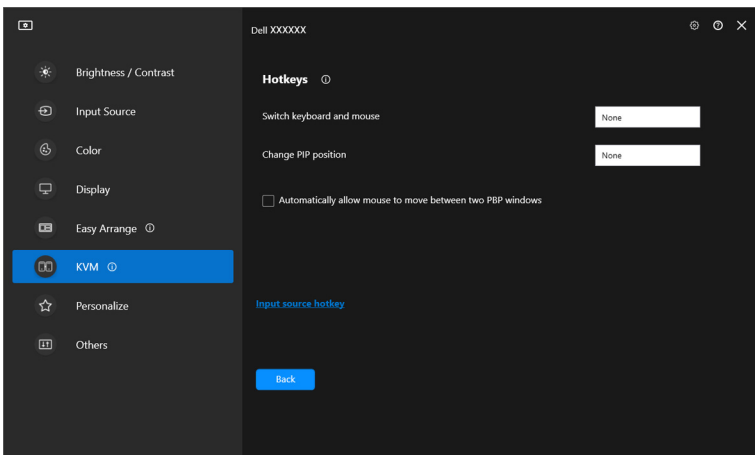 Dell XXXXXX
Brightness / Contrast
Input Source
Color
Display
Easy Arrange
KVM
Personalize
Others
Hotkeys
Switch keyboard and mouse
None
Change PIP position
None
Automatically allow mouse to move between two PBP windows
Input source hotkey
Back